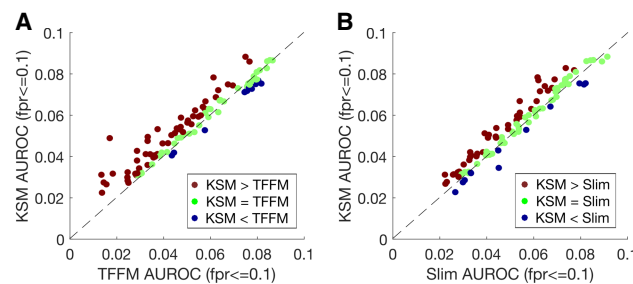 A
KSM AUROC (fpr<=0.1)
0.1
0.08
0.06
0.04
0.02
0
0 0.02 0.04 0.06 0.08 0.1
TFFM AUROC (fpr<=0.1)
KSM > TFFM
KSM = TFFM
KSM < TFFM
B
KSM AUROC (fpr<=0.1)
0.1
0.08
0.06
0.04
0.02
0
0 0.02 0.04 0.06 0.08 0.1
Slim AUROC (fpr<=0.1)
KSM > Slim
KSM = Slim
KSM < Slim